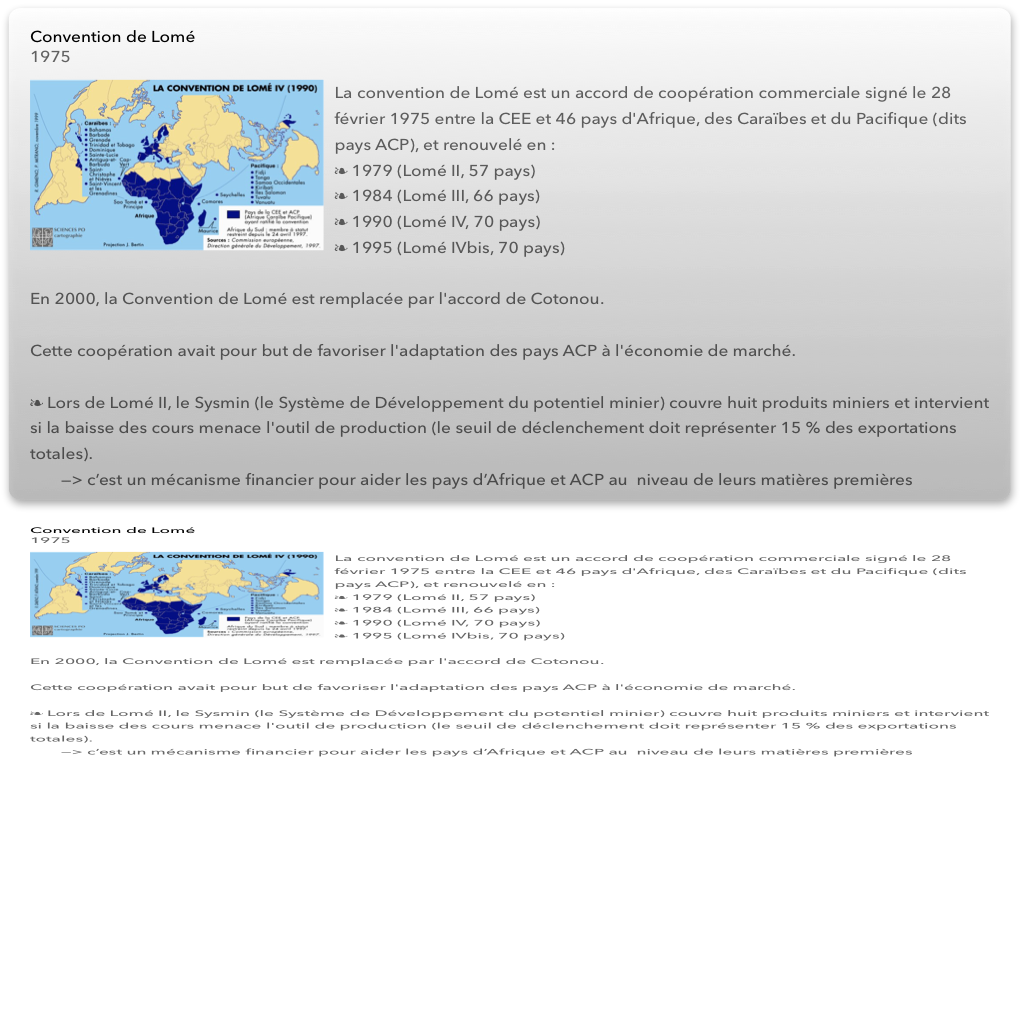 Convention de Lomé
1975
LA CONVENTION DE LOMÉ IV (1990)
Caraïbes :
Bahamas
Barbade
Grenade
Trinidad et Tobago
Dominique
Sainte-Lucie
Antigua-et Barbuda
Cap-Vert
Saint-Christophe et Niévès
Saint-Vincent et les Grenadines
Sao Tomé et Principe
Afrique
Seychelles
Comores
Maurice
Pacifique :
Fidji
Tonga
Samoa Occidentales
Kiribati
Iles Salomon
Tuvalu
Vanuatu
Pays de la CEE et ACP
(Afrique Caraïbe Pacifique)
ayant ratifié la convention
Afrique du Sud : membre à statut
restreint depuis le 24 avril 1997.
Sources : Commission européenne,
Direction générale du Développement, 1997.
SCIENCES PO
cartographie
Projection J. Bertin
La convention de Lomé est un accord de coopération commerciale signé le 28
février 1975 entre la CEE et 46 pays d'Afrique, des Caraïbes et du Pacifique (dits
pays ACP), et renouvelé en :
❧ 1979 (Lomé II, 57 pays)
❧ 1984 (Lomé III, 66 pays)
❧ 1990 (Lomé IV, 70 pays)
❧ 1995 (Lomé IVbis, 70 pays)
En 2000, la Convention de Lomé est remplacée par l'accord de Cotonou.
Cette coopération avait pour but de favoriser l'adaptation des pays ACP à l'économie de marché.
❧ Lors de Lomé II, le Sysmin (le Système de Développement du potentiel minier) couvre huit produits miniers et intervient
si la baisse des cours menace l'outil de production (le seuil de déclenchement doit représenter 15 % des exportations
totales).
—> c’est un mécanisme financier pour aider les pays d’Afrique et ACP au  niveau de leurs matières premières
Convention de Lomé
1975
LA CONVENTION DE LOMÉ IV (1990)
La convention de Lomé est un accord de coopération commerciale signé le 28
février 1975 entre la CEE et 46 pays d'Afrique, des Caraïbes et du Pacifique (dits
pays ACP), et renouvelé en :
❧ 1979 (Lomé II, 57 pays)
❧ 1984 (Lomé III, 66 pays)
❧ 1990 (Lomé IV, 70 pays)
❧ 1995 (Lomé IVbis, 70 pays)
En 2000, la Convention de Lomé est remplacée par l'accord de Cotonou.
Cette coopération avait pour but de favoriser l'adaptation des pays ACP à l'économie de marché.
❧ Lors de Lomé II, le Sysmin (le Système de Développement du potentiel minier) couvre huit produits miniers et intervient
si la baisse des cours menace l'outil de production (le seuil de déclenchement doit représenter 15 % des exportations
totales).
—> c’est un mécanisme financier pour aider les pays d’Afrique et ACP au  niveau de leurs matières premières